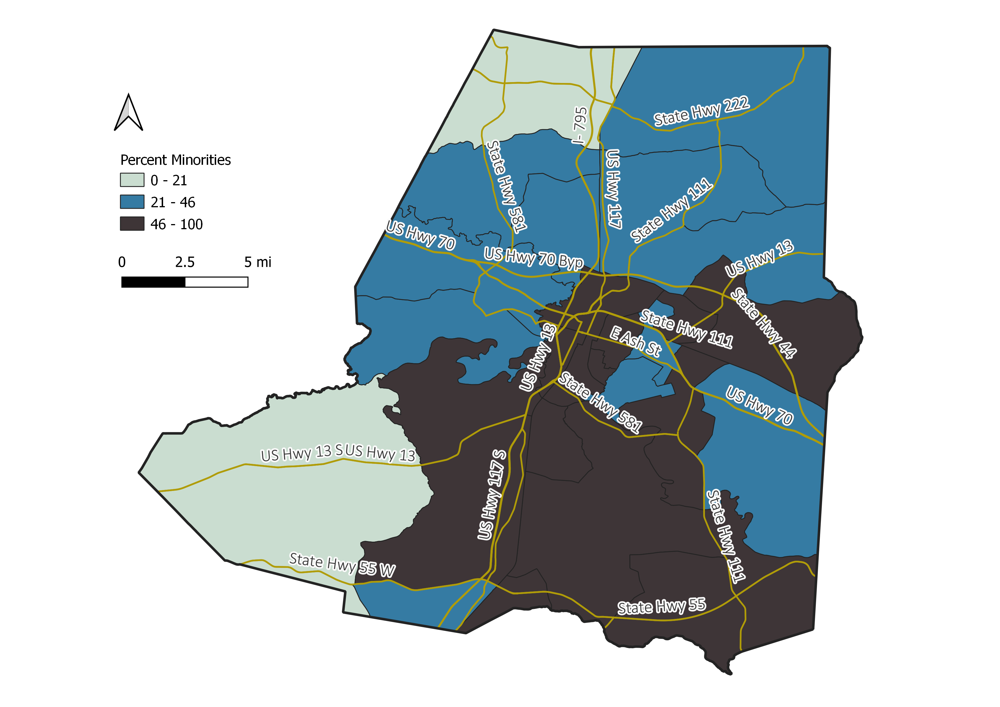 State Hwy 222
I- 795
State Hwy 581
US Hwy 117
Percent Minorities
0 - 21
21 - 46
46 - 100
State Hwy 111
US Hwy 70
US Hwy 70 Byp
US Hwy 13
0 2.5 5 mi
State Hwy 44
State Hwy 111
E Ash St
US Hwy 13
State Hwy 581
US Hwy 70
US Hwy 13 S
US Hwy 13
US Hwy 117 S
State Hwy 111
State Hwy 55 W
State Hwy 55